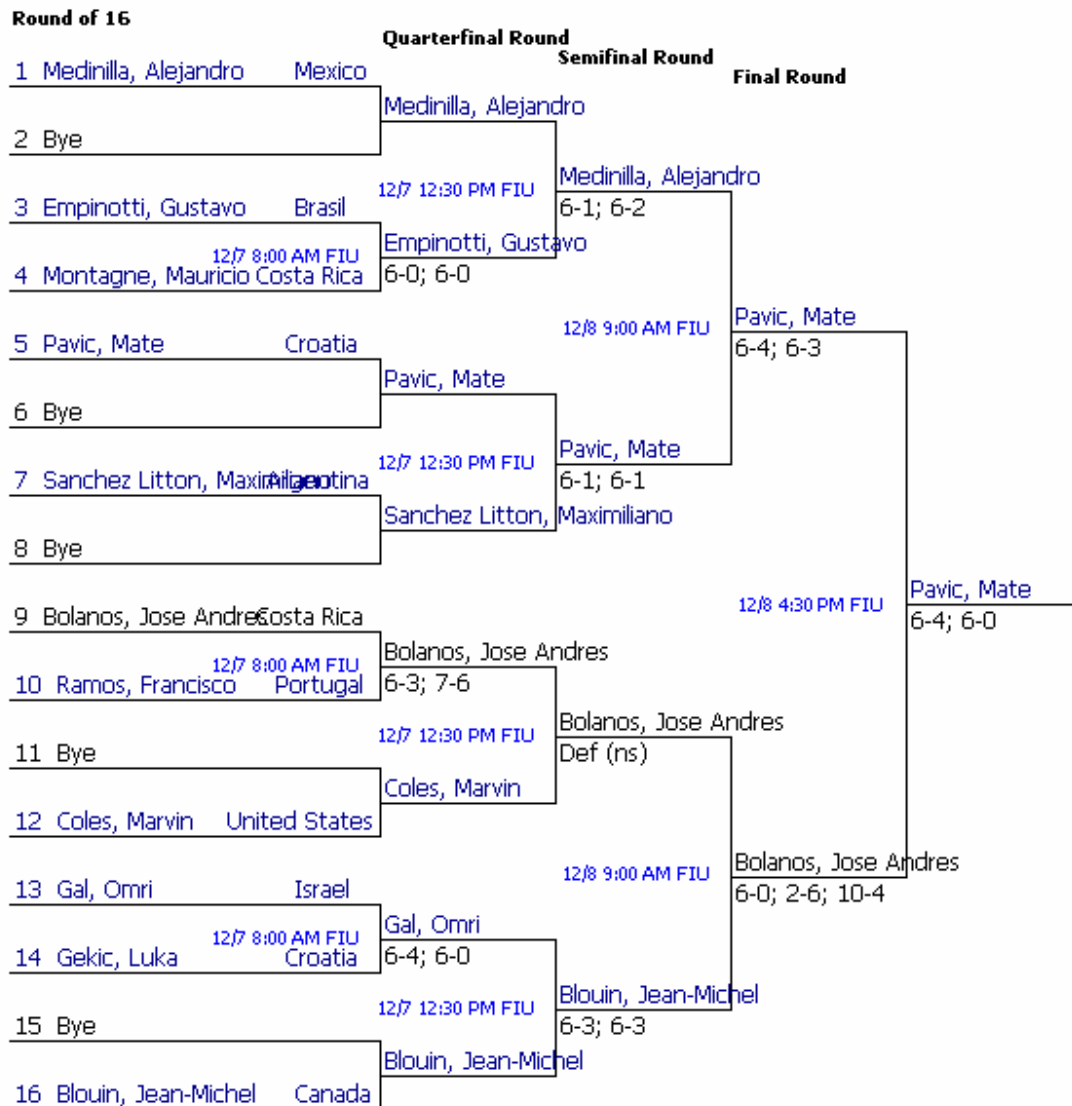 Round of 16
Quarterfinal Round
Semifinal Round
Final Round
1 Medinilla, Alejandro Mexico
Medinilla, Alejandro
2 Bye
12/7 12:30 PM FIU
Medinilla, Alejandro
6-1; 6-2
3 Empinotti, Gustavo Brasil
12/7 8:00 AM FIU
Empinotti, Gustavo
6-0; 6-0
4 Montagne, Mauricio Costa Rica
12/8 9:00 AM FIU
Pavic, Mate
6-4; 6-3
5 Pavic, Mate Croatia
Pavic, Mate
6 Bye
12/7 12:30 PM FIU
Pavic, Mate
6-1; 6-1
7 Sanchez Litton, Maximiliano Argentina
Sanchez Litton, Maximiliano
8 Bye
12/8 4:30 PM FIU
Pavic, Mate
6-4; 6-0
9 Bolanos, Jose Andres Costa Rica
12/7 8:00 AM FIU
Bolanos, Jose Andres
6-3; 7-6
10 Ramos, Francisco Portugal
12/7 12:30 PM FIU
Bolanos, Jose Andres
Def (ns)
11 Bye
Coles, Marvin
12 Coles, Marvin United States
12/8 9:00 AM FIU
Bolanos, Jose Andres
6-0; 2-6; 10-4
13 Gal, Omri Israel
12/7 8:00 AM FIU
Gal, Omri
6-4; 6-0
14 Gekic, Luka Croatia
12/7 12:30 PM FIU
Blouin, Jean-Michel
6-3; 6-3
15 Bye
Blouin, Jean-Michel
16 Blouin, Jean-Michel Canada